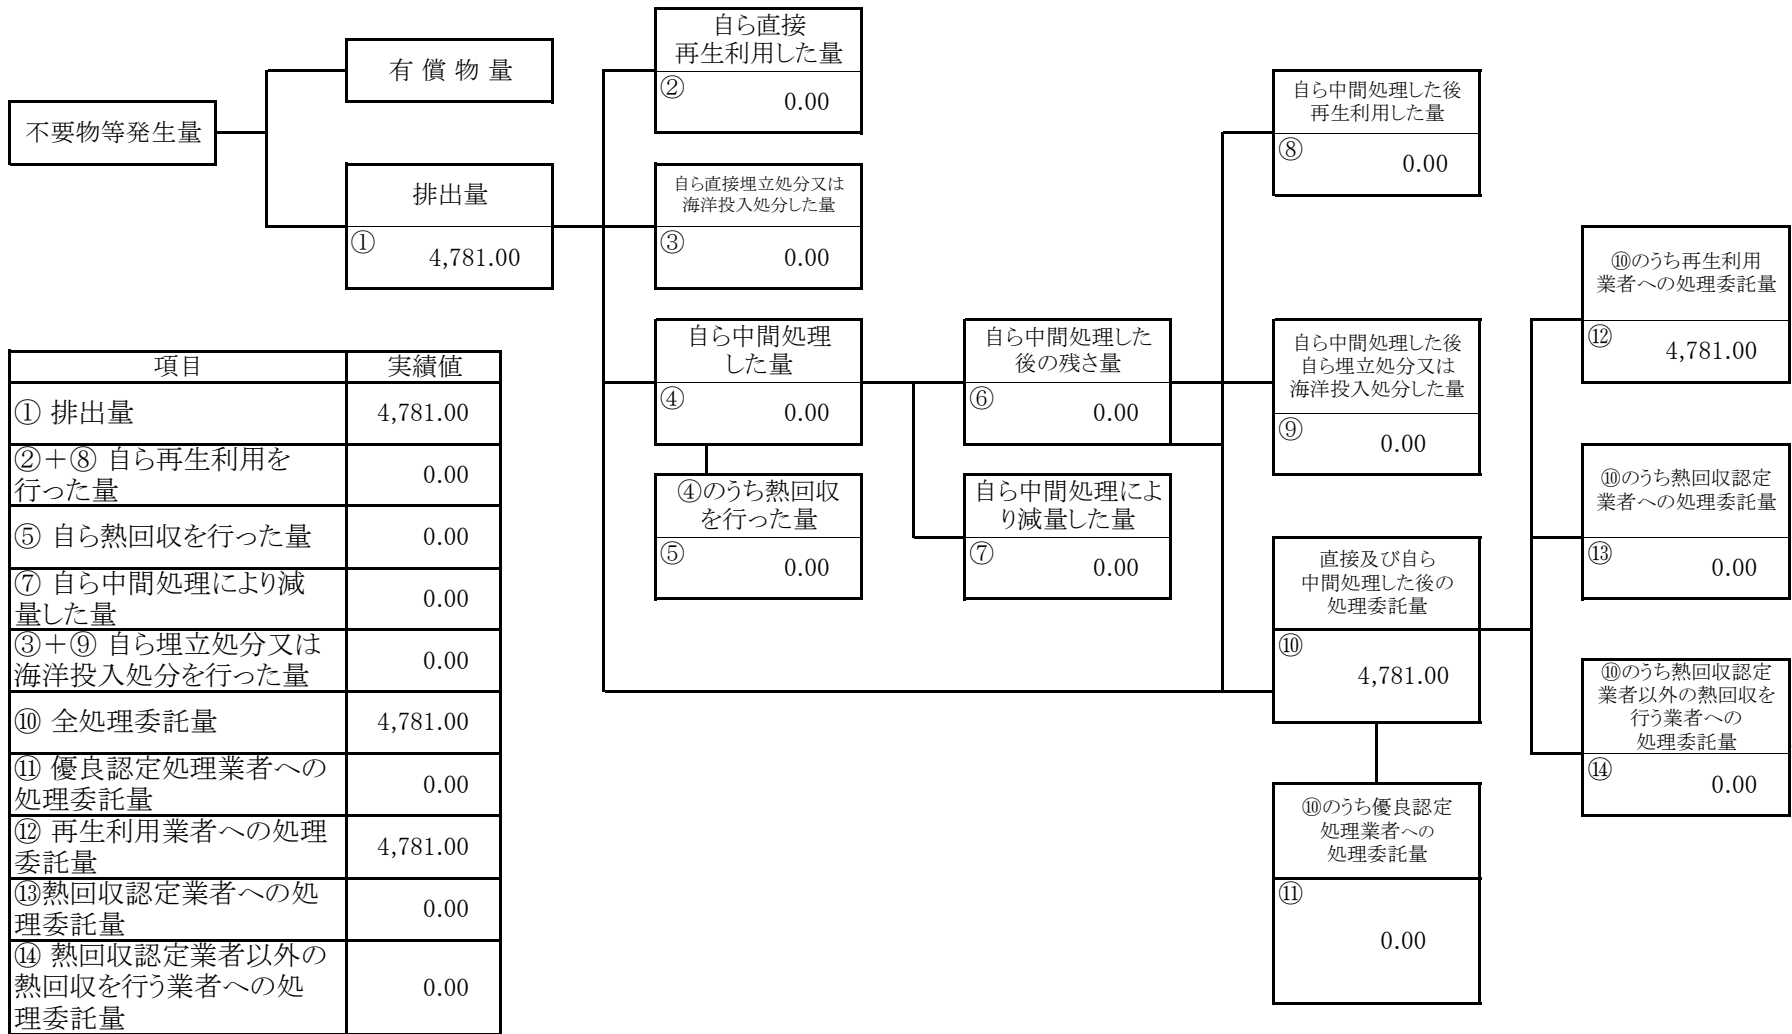 不要物等発生量
有 償 物 量
排出量
①
4,781.00
自ら直接
再生利用した量
②
0.00
自ら直接埋立処分又は
海洋投入処分した量
③
0.00
自ら中間処理
した量
④
0.00
④のうち熱回収
を行った量
⑤
0.00
自ら中間処理した
後の残さ量
⑥
0.00
自ら中間処理によ
り減量した量
⑦
0.00
自ら中間処理した後
再生利用した量
⑧
0.00
自ら中間処理した後
自ら埋立処分又は
海洋投入処分した量
⑨
0.00
直接及び自ら
中間処理した後の
処理委託量
⑩
4,781.00
⑩のうち優良認定
処理業者への
処理委託量
⑪
0.00
⑩のうち再生利用
業者への処理委託量
⑫
4,781.00
⑩のうち熱回収認定
業者への処理委託量
⑬
0.00
⑩のうち熱回収認定
業者以外の熱回収を
行う業者への
処理委託量
⑭
0.00
項目 実績値
① 排出量 4,781.00
②+⑧ 自ら再生利用を
行った量 0.00
⑤ 自ら熱回収を行った量 0.00
⑦ 自ら中間処理により減
量した量 0.00
③+⑨ 自ら埋立処分又は
海洋投入処分を行った量 0.00
⑩ 全処理委託量 4,781.00
⑪ 優良認定処理業者への
処理委託量 0.00
⑫ 再生利用業者への処理
委託量 4,781.00
⑬熱回収認定業者への処
理委託量 0.00
⑭ 熱回収認定業者以外の
熱回収を行う業者への処
理委託量 0.00